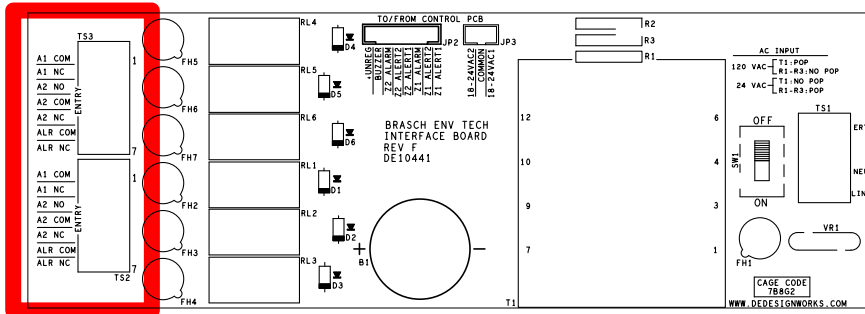 TS3
A1 COM
A1 NC
A2 NO
A2 COM
A2 NC
ALR COM
ALR NC
ENTRY
1
7
A1 COM
A1 NC
A2 NO
A2 COM
A2 NC
ALR COM
ALR NC
ENTRY
1
7
TS2
FH5
FH6
FH7
FH2
FH3
FH4
RL4
RL5
RL6
RL1
RL2
RL3
D4
D5
D6
D1
D2
D3
TO/FROM CONTROL PCB
JP2
JP3
+UNREG
BUZZER
Z2 ALARM
Z2 ALERT2
Z2 ALERT1
Z1 ALARM
Z1 ALERT2
Z1 ALERT1
18-24VAC2
COMMON
18-24VAC1
BRASCH ENV TECH
INTERFACE BOARD
REV F
DE10441
+
B1
-
R2
R3
R1
12
10
9
7
6
4
3
1
T1
AC INPUT
120 VAC
T1:POP
R1-R3:NO POP
24 VAC
T1:NO POP
R1-R3:POP
OFF
SW1
ON
TS1
ERT
NEU
LIN
FH1
VR1
CAGE CODE
7B8G2
WWW.DEDESIGNWORKS.COM